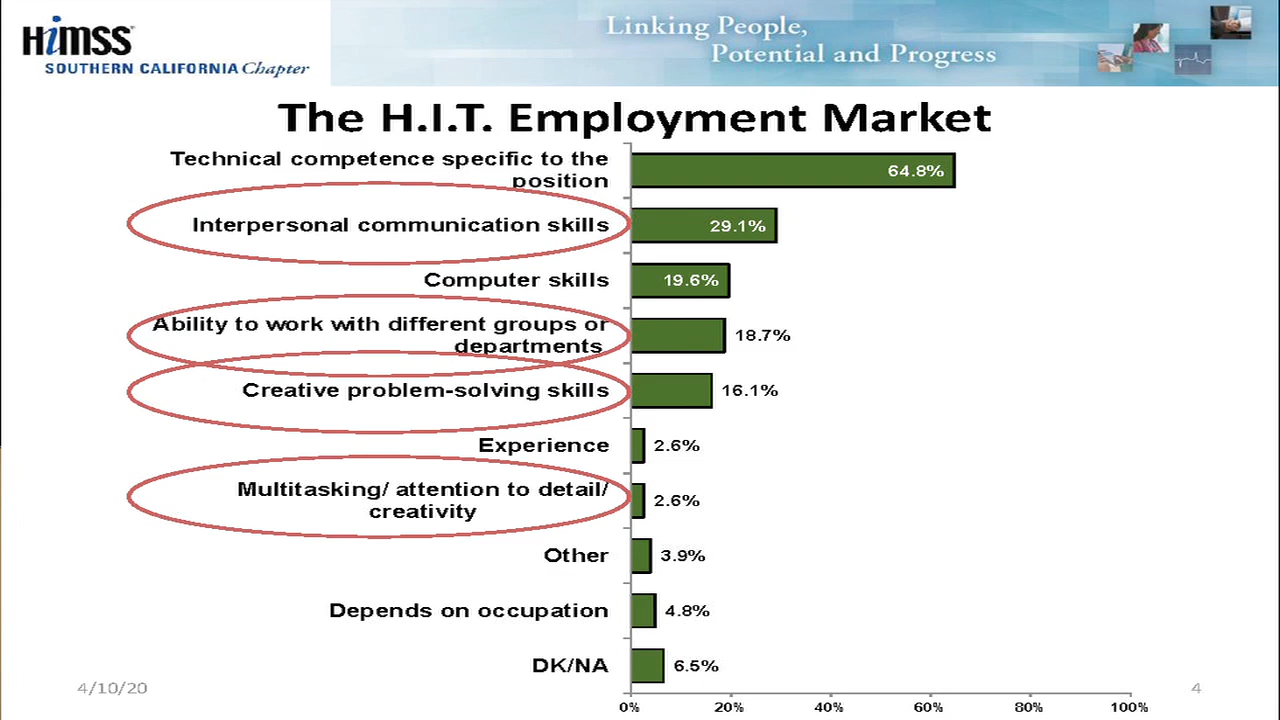 HiMSS
SOUTHERN CALIFORNIA Chapter
Linking People,
Potential and Progress
The H.I.T. Employment Market
Technical competence specific to the
position
64.8%
Interpersonal communication skills
29.1%
Computer skills
19.6%
Ability to work with different groups or
departments
18.7%
Creative problem-solving skills
16.1%
Experience
2.6%
Multitasking/ attention to detail/
creativity
2.6%
Other
3.9%
Depends on occupation
4.8%
DK/NA
6.5%
0% 20% 40% 60% 80% 100%
4/10/20
4